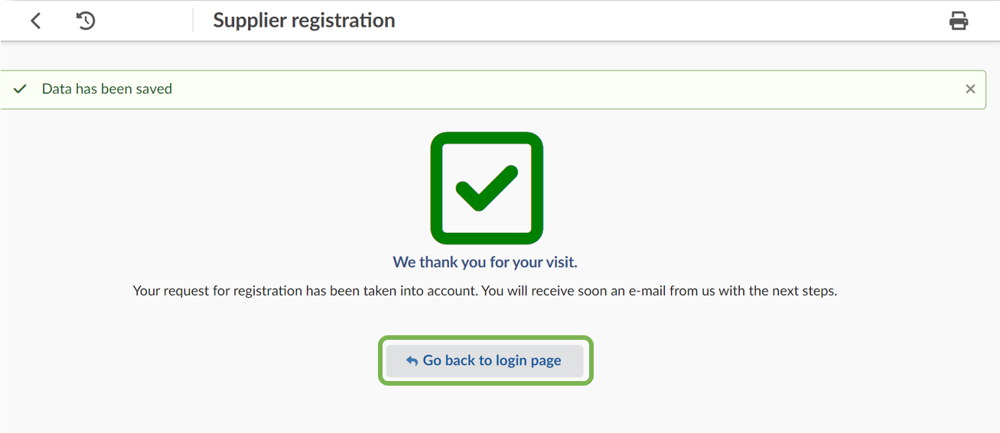 Supplier registration
Data has been saved
We thank you for your visit.
Your request for registration has been taken into account. You will receive soon an e-mail from us with the next steps.
Go back to login page